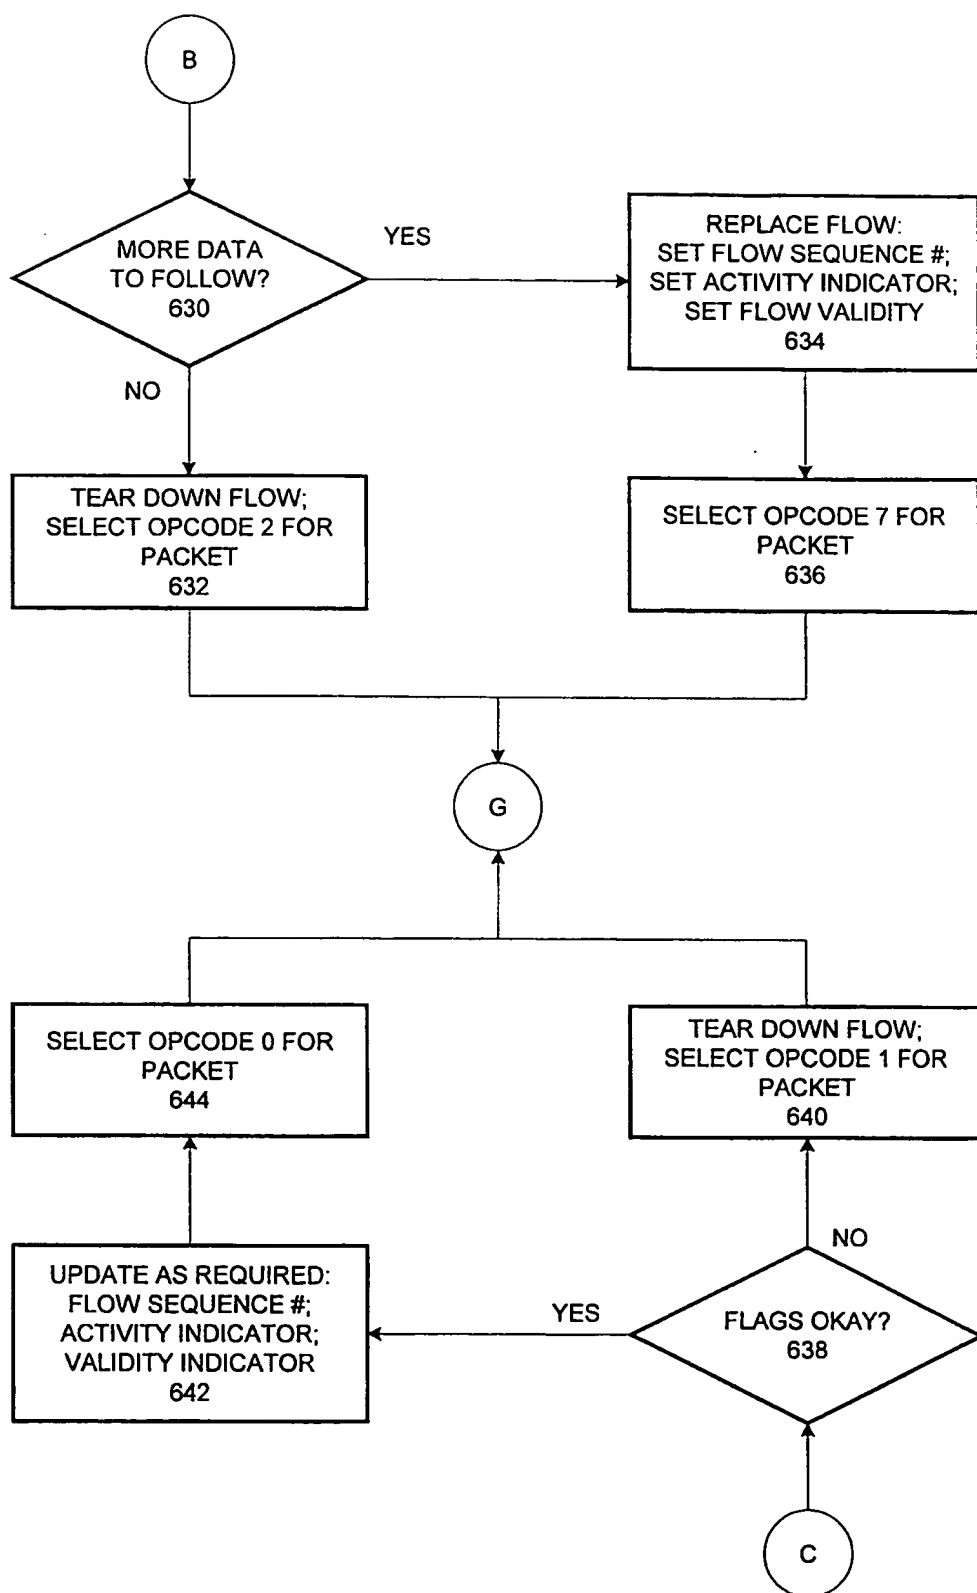 B
MORE DATA
TO FOLLOW?
630
YES
NO
REPLACE FLOW:
SET FLOW SEQUENCE #;
SET ACTIVITY INDICATOR;
SET FLOW VALIDITY
634
TEAR DOWN FLOW;
SELECT OPCODE 2 FOR
PACKET
632
SELECT OPCODE 7 FOR
PACKET
636
G
SELECT OPCODE 0 FOR
PACKET
644
TEAR DOWN FLOW;
SELECT OPCODE 1 FOR
PACKET
640
NO
UPDATE AS REQUIRED:
FLOW SEQUENCE #;
ACTIVITY INDICATOR;
VALIDITY INDICATOR
642
YES
FLAGS OKAY?
638
C